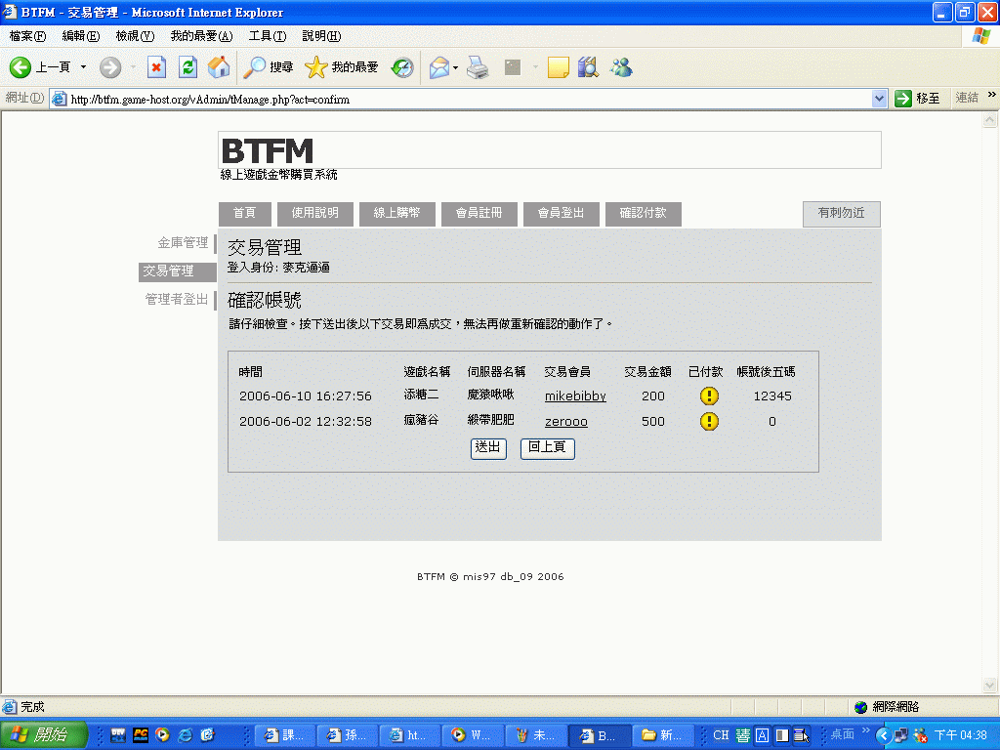 BTFM - 交易管理 - Microsoft Internet Explorer
檔案(F) 編輯(E) 檢視(V) 我的最愛(A) 工具(T) 說明(H)
上一頁 搜尋 我的最愛
網址(D) http://btfm.game-host.org/vAdmin/tManage.php?act=confirm 移至 連結 »
BTFM
線上遊戲金幣購買系統
首頁 使用說明 線上購幣 會員註冊 會員登出 確認付款 有刺勿近
金庫管理
交易管理
管理者登出
交易管理
登入身份: 麥克逼逼
確認帳號
請仔細檢查。按下送出後以下交易即為成交，無法再做重新確認的動作了。
時間 遊戲名稱 伺服器名稱 交易會員 交易金額 已付款 帳號後五碼
2006-06-10 16:27:56 添糖二 魔猿啾啾 mikebibby 200 12345
2006-06-02 12:32:58 瘋豬谷 緞帶肥肥 zerooo 500 0
送出 回上頁
BTFM © mis97 db_09 2006
完成 網際網路
開始 課... 孫... ht... W... 未... B... 新... CH 桌面 » 下午 04:38